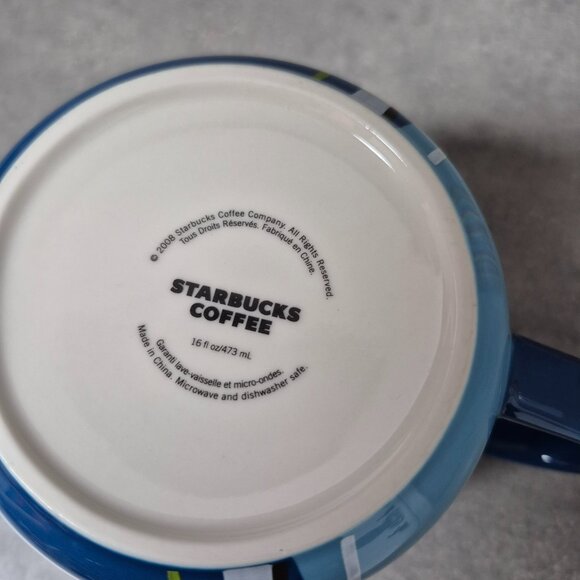 © 2008 Starbucks Coffee Company. All Rights Reserved.
Tous Droits Réservés. Fabriqué en Chine.
STARBUCKS
COFFEE
16 fl oz/473 mL
Garanti lave-vaisselle et micro-ondes.
Made in China. Microwave and dishwasher safe.